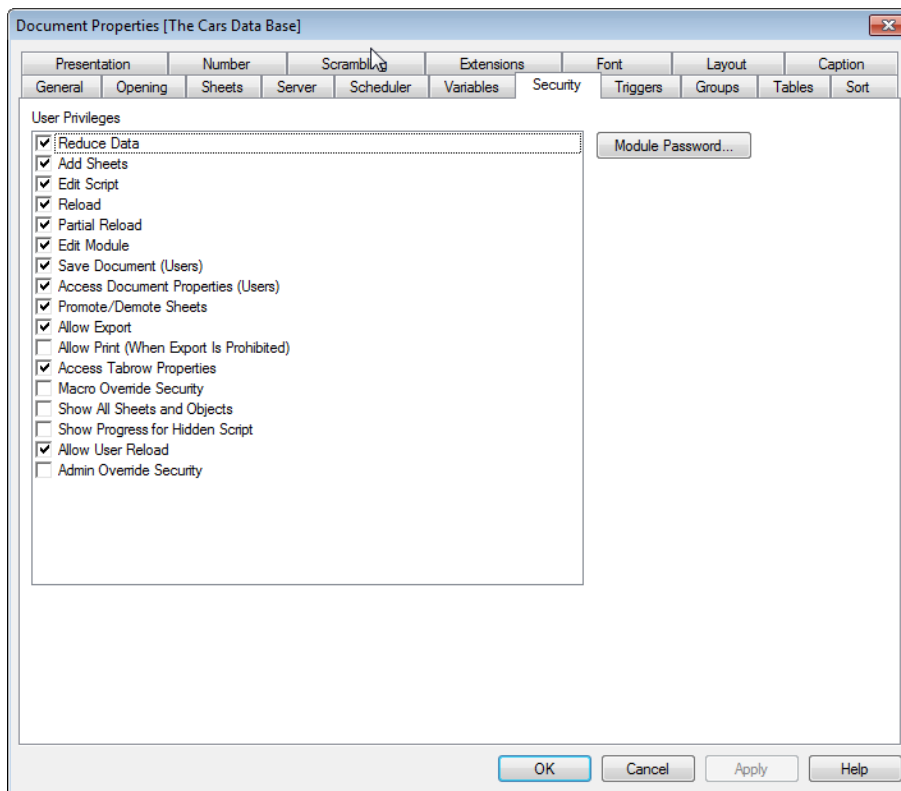 Document Properties [The Cars Data Base]
Presentation Number Scrambling Extensions Font Layout Caption
General Opening Sheets Server Scheduler Variables Security Triggers Groups Tables Sort
User Privileges
Reduce Data
Module Password...
Add Sheets
Edit Script
Reload
Partial Reload
Edit Module
Save Document (Users)
Access Document Properties (Users)
Promote/Demote Sheets
Allow Export
Allow Print (When Export Is Prohibited)
Access Tabrow Properties
Macro Override Security
Show All Sheets and Objects
Show Progress for Hidden Script
Allow User Reload
Admin Override Security
OK Cancel Apply Help